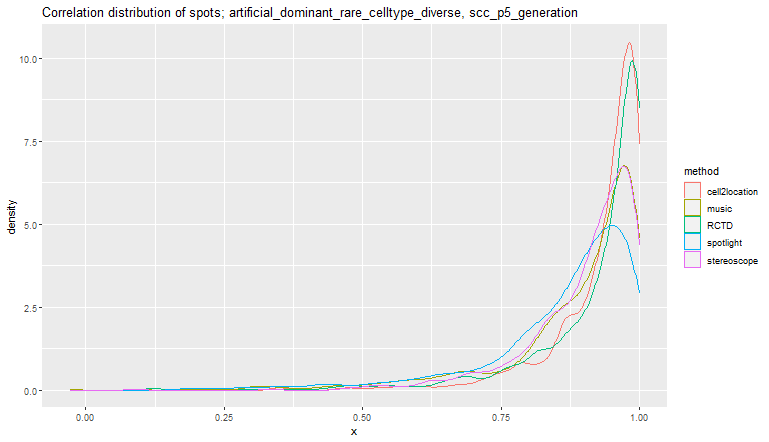 Correlation distribution of spots; artificial_dominant_rare_celltype_diverse, scc_p5_generation
density
10.0
7.5
5.0
2.5
0.0
0.00 0.25 0.50 0.75 1.00
x
method
cell2location
music
RCTD
spotlight
stereoscope